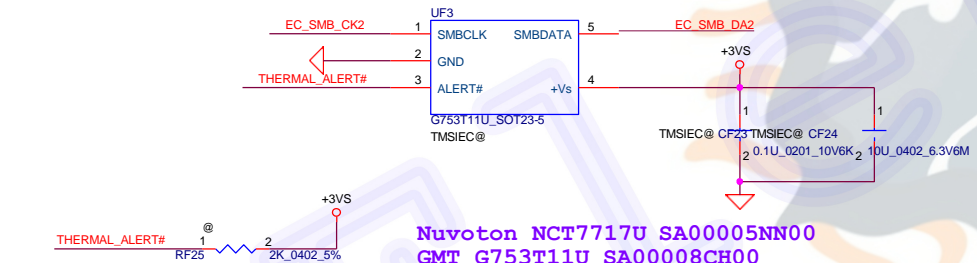 UF3
EC_SMB_CK2 1 SMBCLK SMBDATA 5 EC_SMB_DA2
2 GND
+3VS
THERMAL_ALERT# 3 ALERT# +Vs 4
G753T11U_SOT23-5
TMSIEC@
1 1
TMSIEC@ CF23 TMSIEC@ CF24
2 0.1U_0201_10V6K 2 10U_0402_6.3V6M
+3VS
@
THERMAL_ALERT# 1 2
RF25 2K_0402_5%
Nuvoton NCT7717U SA00005NN00
GMT G753T11U SA00008CH00